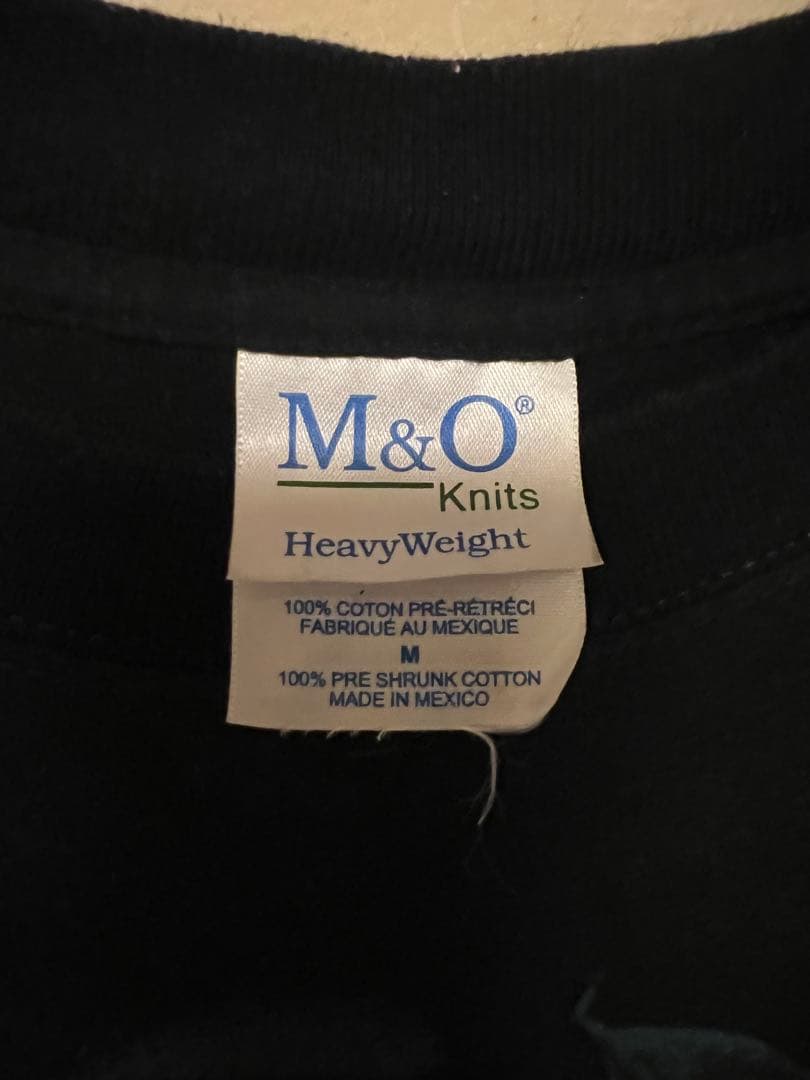 M&O®
Knits
HeavyWeight
100% COTON PRÉ-RÉTRÉCI
FABRIQUÉ AU MEXIQUE
M
100% PRE SHRUNK COTTON
MADE IN MEXICO